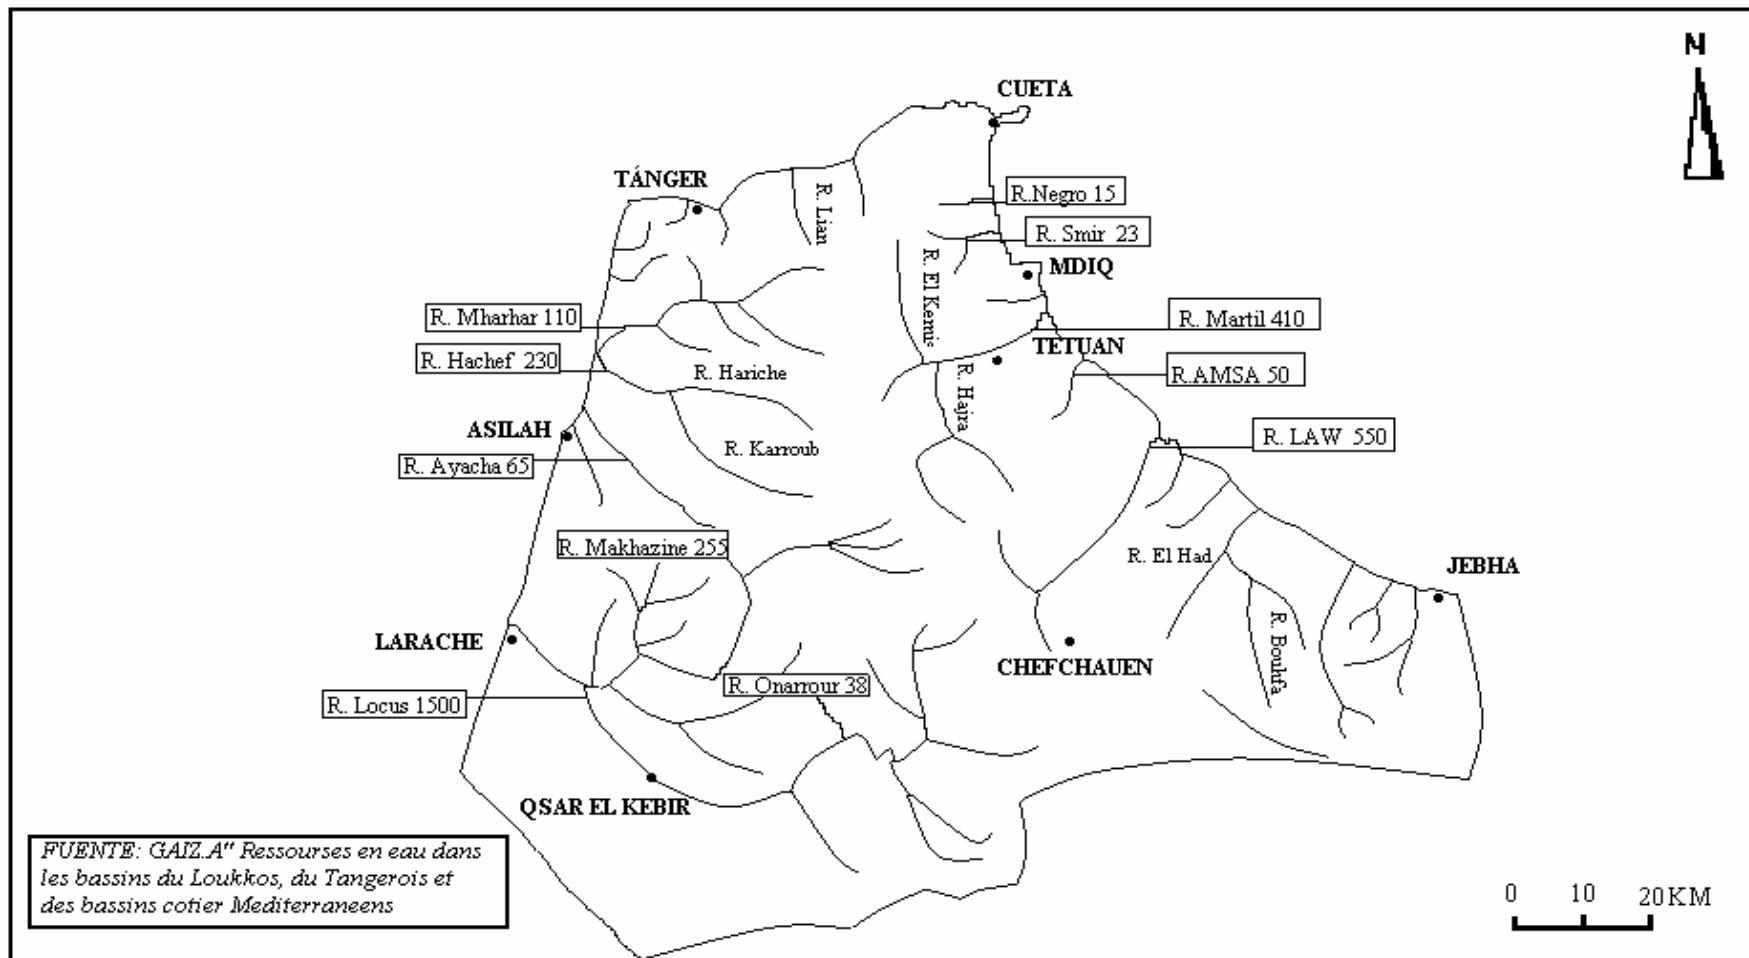 N
CUETA
TÁNGER
R. Lian
R.Negro 15
R. Smir 23
R. El Kemis
MDIQ
R. Mharhar 110
R. Martil 410
TETUAN
R. Hachef 230
R. Hariche
R. Hajra
R.AMSA 50
ASILAH
R. Karroub
R. LAW 550
R. Ayacha 65
R. Makhazine 255
R. El Had
JEBHA
LARACHE
R. Bouhfa
CHEFCHAUEN
R. Onarrour 38
R. Locus 1500
QSAR EL KEBIR
FUENTE: GAIZ.A" Ressourses en eau dans
les bassins du Loukkos, du Tangerois et
des bassins cotier Mediterraneens
0 10 20 KM